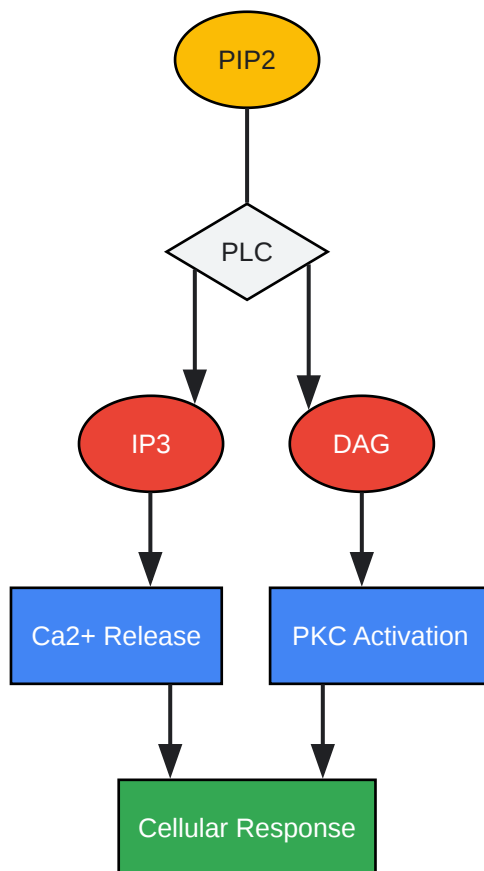 PIP2
PLC
IP3
DAG
Ca2+ Release
PKC Activation
Cellular Response